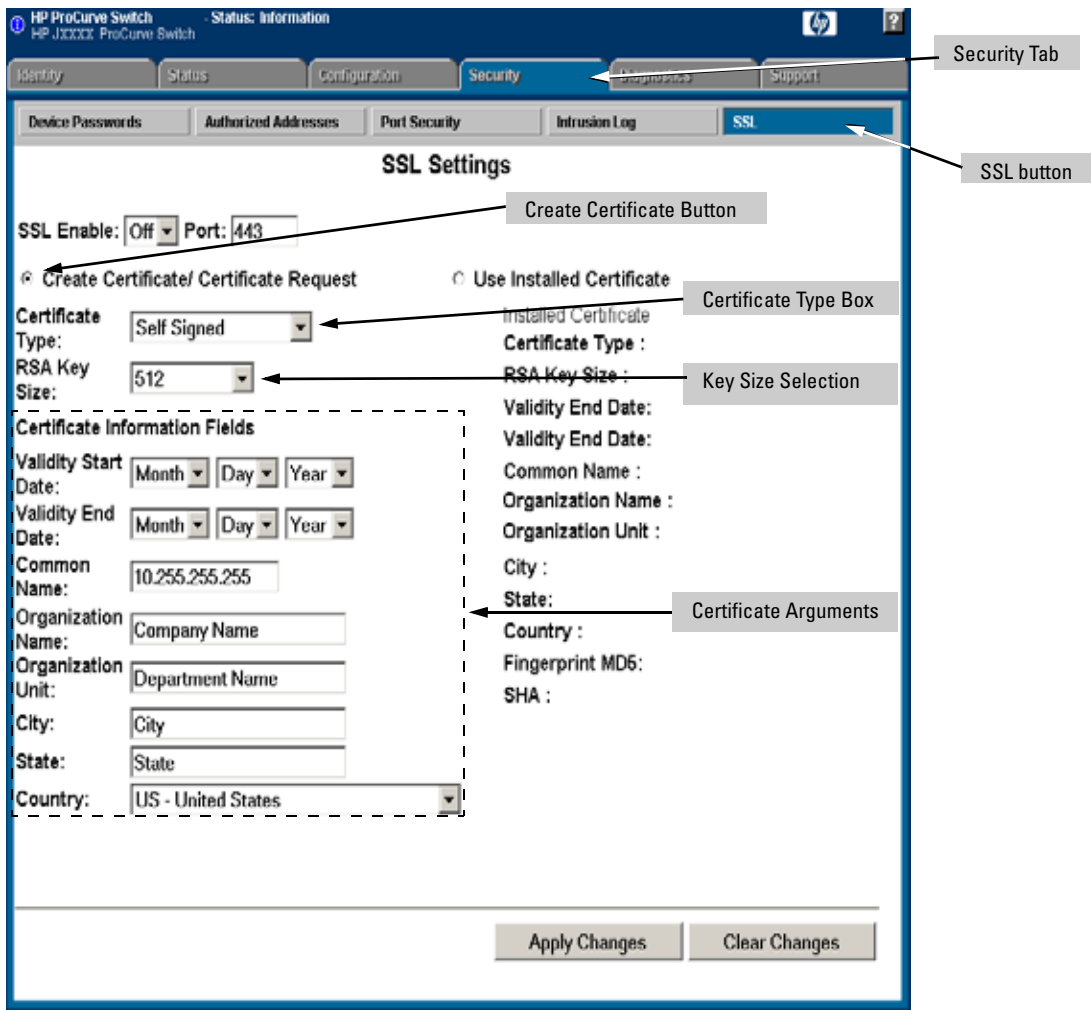 HP ProCurve Switch - Status: Information
HP JXXXX ProCurve Switch
hp
?
Identity Status Configuration Security Diagnostics Support
Security Tab
Device Passwords Authorized Addresses Port Security Intrusion Log SSL
SSL button
SSL Settings
Create Certificate Button
SSL Enable: Off Port: 443
Create Certificate/ Certificate Request
Use Installed Certificate
Certificate Type Box
Certificate
Type:
Self Signed
RSA Key
Size:
512
Key Size Selection
Certificate Information Fields
Validity Start
Date:
Month Day Year
Validity End
Date:
Month Day Year
Common
Name:
10.255.255.255
Organization
Name:
Company Name
Organization
Unit:
Department Name
City: City
State: State
Country: US - United States
Installed Certificate
Certificate Type :
RSA Key Size :
Validity End Date:
Validity End Date:
Common Name :
Organization Name :
Organization Unit :
City :
State:
Country :
Fingerprint MD5:
SHA :
Certificate Arguments
Apply Changes Clear Changes